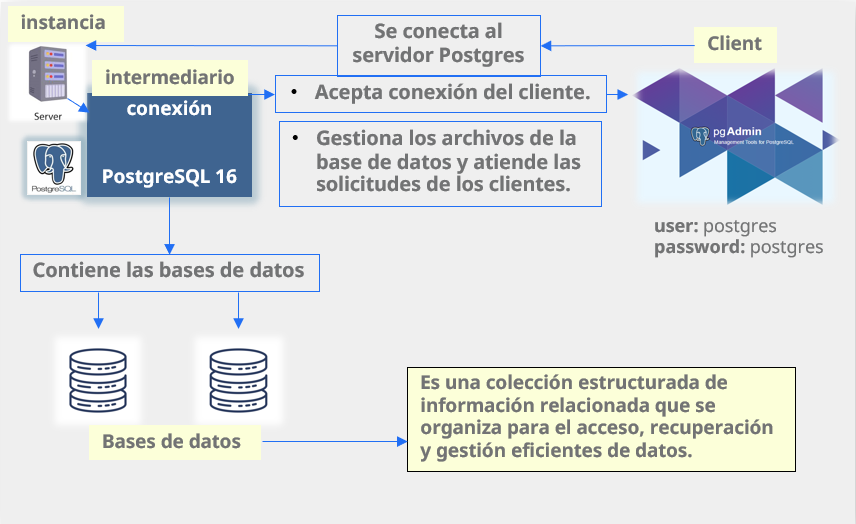 instancia
Se conecta al
servidor Postgres
Client
Server
intermediario
conexión
PostgreSQL 16
PostgreSQL
• Acepta conexión del cliente.
• Gestiona los archivos de la
base de datos y atiende las
solicitudes de los clientes.
pgAdmin
Management Tools for PostgreSQL
user: postgres
password: postgres
Contiene las bases de datos
Bases de datos
Es una colección estructurada de
información relacionada que se
organiza para el acceso, recuperación
y gestión eficientes de datos.